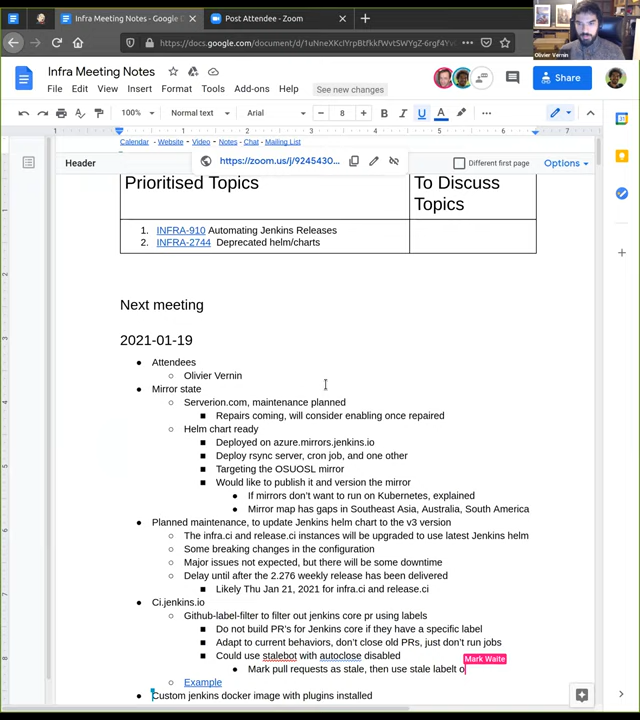 Infra Meeting Notes - Google D
Post Attendee - Zoom
Olivier Vernin
Infra Meeting Notes
File Edit View Insert Format Tools Add-ons Help
See new changes
Share
100% Normal text Arial 8 B I U A
1 1 2 3 4 5 6 7
Calendar - Website - Video - Notes - Chat - Mailing List
Header
https://zoom.us/j/9245430...
Different first page
Options
Prioritised Topics
To Discuss Topics
1. INFRA-910 Automating Jenkins Releases
2. INFRA-2744 Deprecated helm/charts
Next meeting
2021-01-19
Attendees
Olivier Vernin
Mirror state
Serverion.com, maintenance planned
Repairs coming, will consider enabling once repaired
Helm chart ready
Deployed on azure.mirrors.jenkins.io
Deploy rsync server, cron job, and one other
Targeting the OSUOSL mirror
Would like to publish it and version the mirror
If mirrors don't want to run on Kubernetes, explained
Mirror map has gaps in Southeast Asia, Australia, South America
Planned maintenance, to update Jenkins helm chart to the v3 version
The infra.ci and release.ci instances will be upgraded to use latest Jenkins helm
Some breaking changes in the configuration
Major issues not expected, but there will be some downtime
Delay until after the 2.276 weekly release has been delivered
Likely Thu Jan 21, 2021 for infra.ci and release.ci
Ci.jenkins.io
Github-label-filter to filter out jenkins core pr using labels
Do not build PR's for Jenkins core if they have a specific label
Adapt to current behaviors, don't close old PRs, just don't run jobs
Could use stalebot with autoclose disabled
Mark Waite
Mark pull requests as stale, then use stale labelt o
Example
Custom jenkins docker image with plugins installed